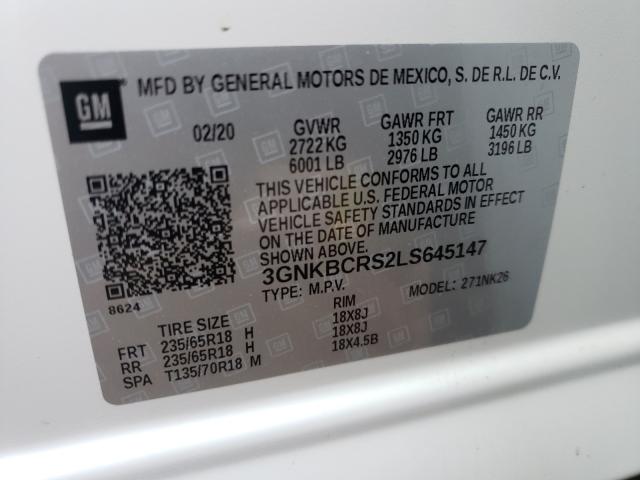 GM
MFD BY GENERAL MOTORS DE MEXICO, S. DE R.L. DE C.V.
02/20 GVWR GAWR FRT GAWR RR
2722 KG 1350 KG 1450 KG
6001 LB 2976 LB 3196 LB
THIS VEHICLE CONFORMS TO ALL
APPLICABLE U.S. FEDERAL MOTOR
VEHICLE SAFETY STANDARDS IN EFFECT
ON THE DATE OF MANUFACTURE
SHOWN ABOVE.
3GNKBCRS2LS645147
8624 TYPE: M.P.V. MODEL: 271NK26
TIRE SIZE RIM
FRT 235/65R18 H 18X8J
RR 235/65R18 H 18X8J
SPA T135/70R18 M 18X4.5B